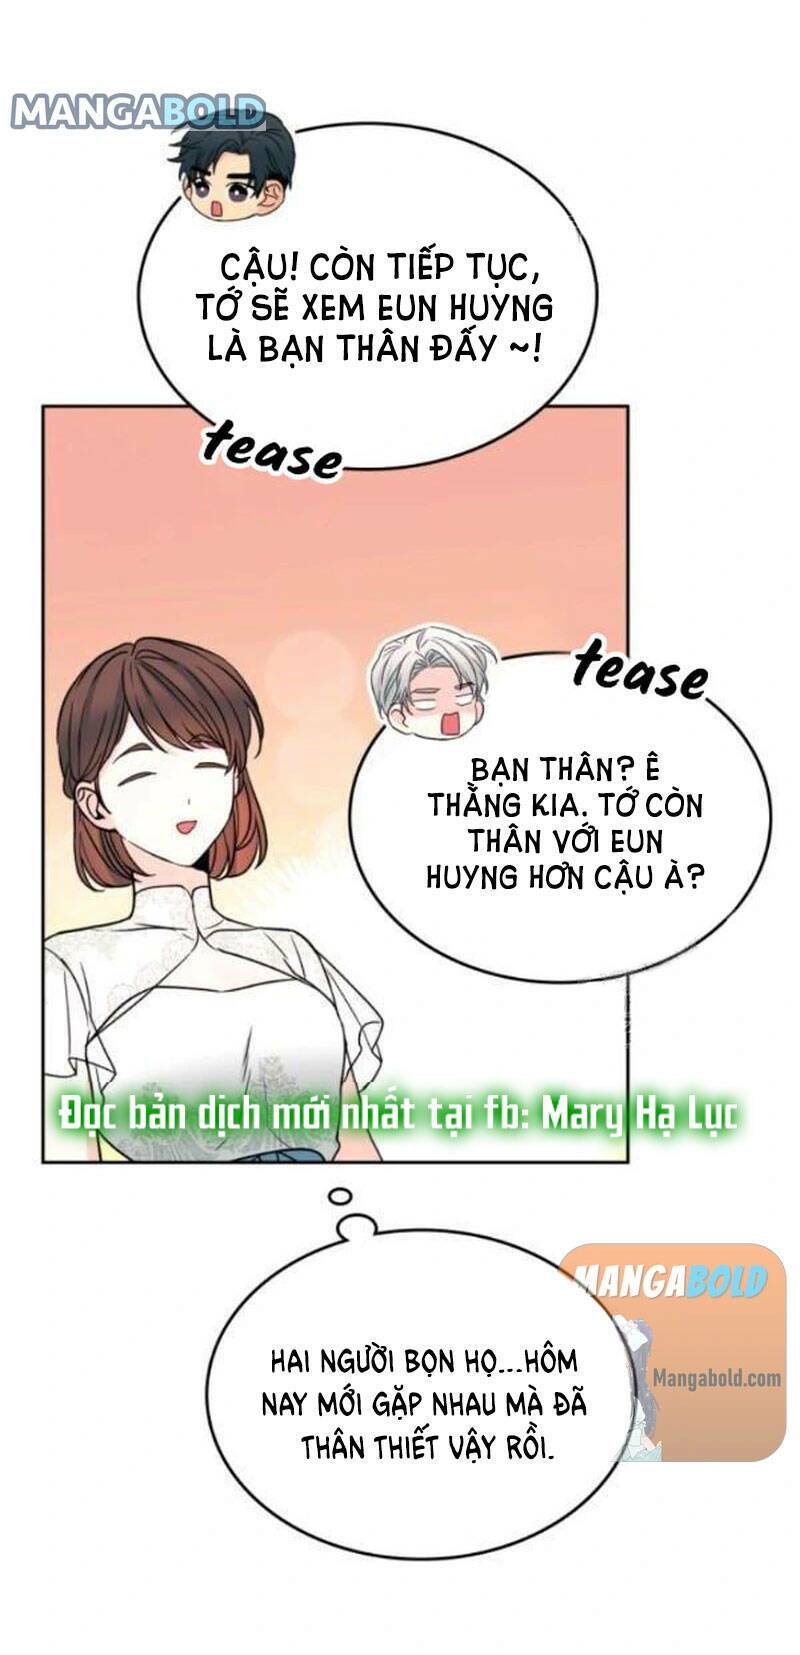 MANGABOLD
CẬU! CÒN TIẾP TỤC,
TỚ SẼ XEM EUN HUYNG
LÀ BẠN THÂN ĐẤY ~!
tease
tease
BẠN THÂN? Ê
THẰNG KIA. TỚ CÒN
THÂN VỚI EUN
HUYNG HƠN CẬU À?
Đọc bản dịch mới nhất tại fb: Mary Hạ Lục
MANGABOLD
Mangabold.com
HAI NGƯỜI BỌN HỌ...HÔM
NAY MỚI GẶP NHAU MÀ ĐÃ
THÂN THIẾT VẬY RỒI.